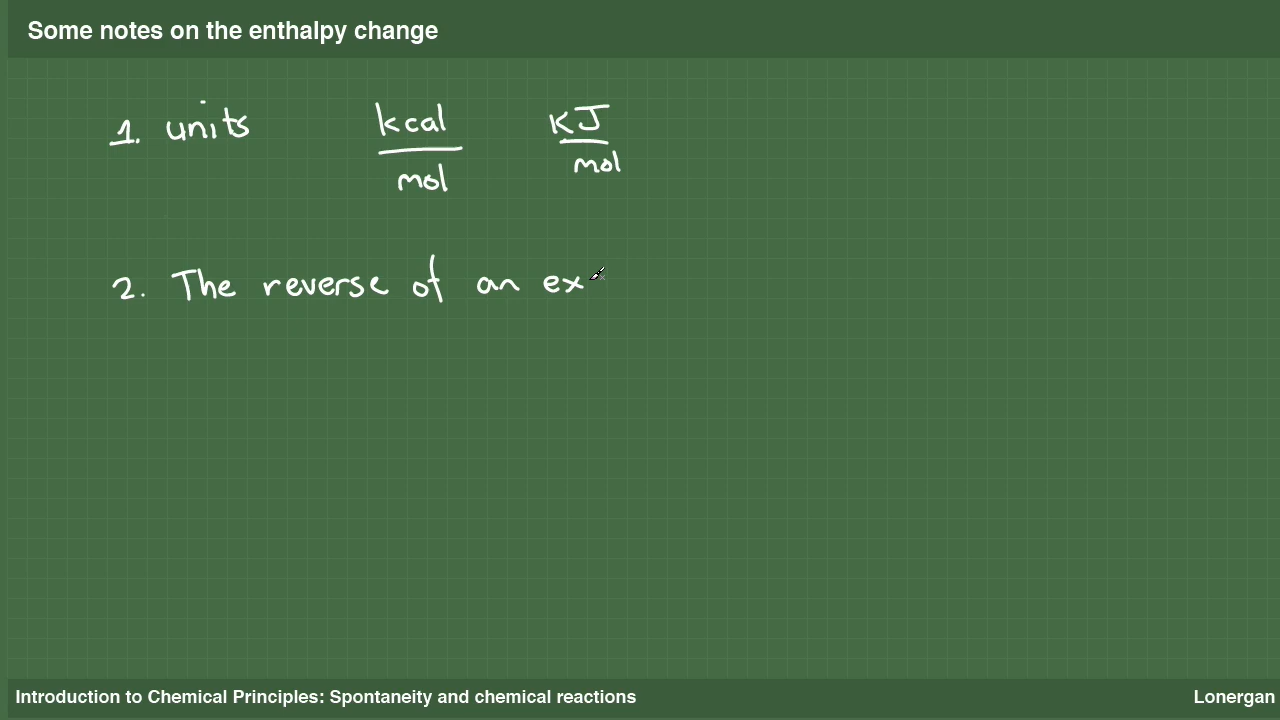 Some notes on the enthalpy change
1. units kcal/mol KJ/mol
2. The reverse of an ex
Introduction to Chemical Principles: Spontaneity and chemical reactions Lonergan